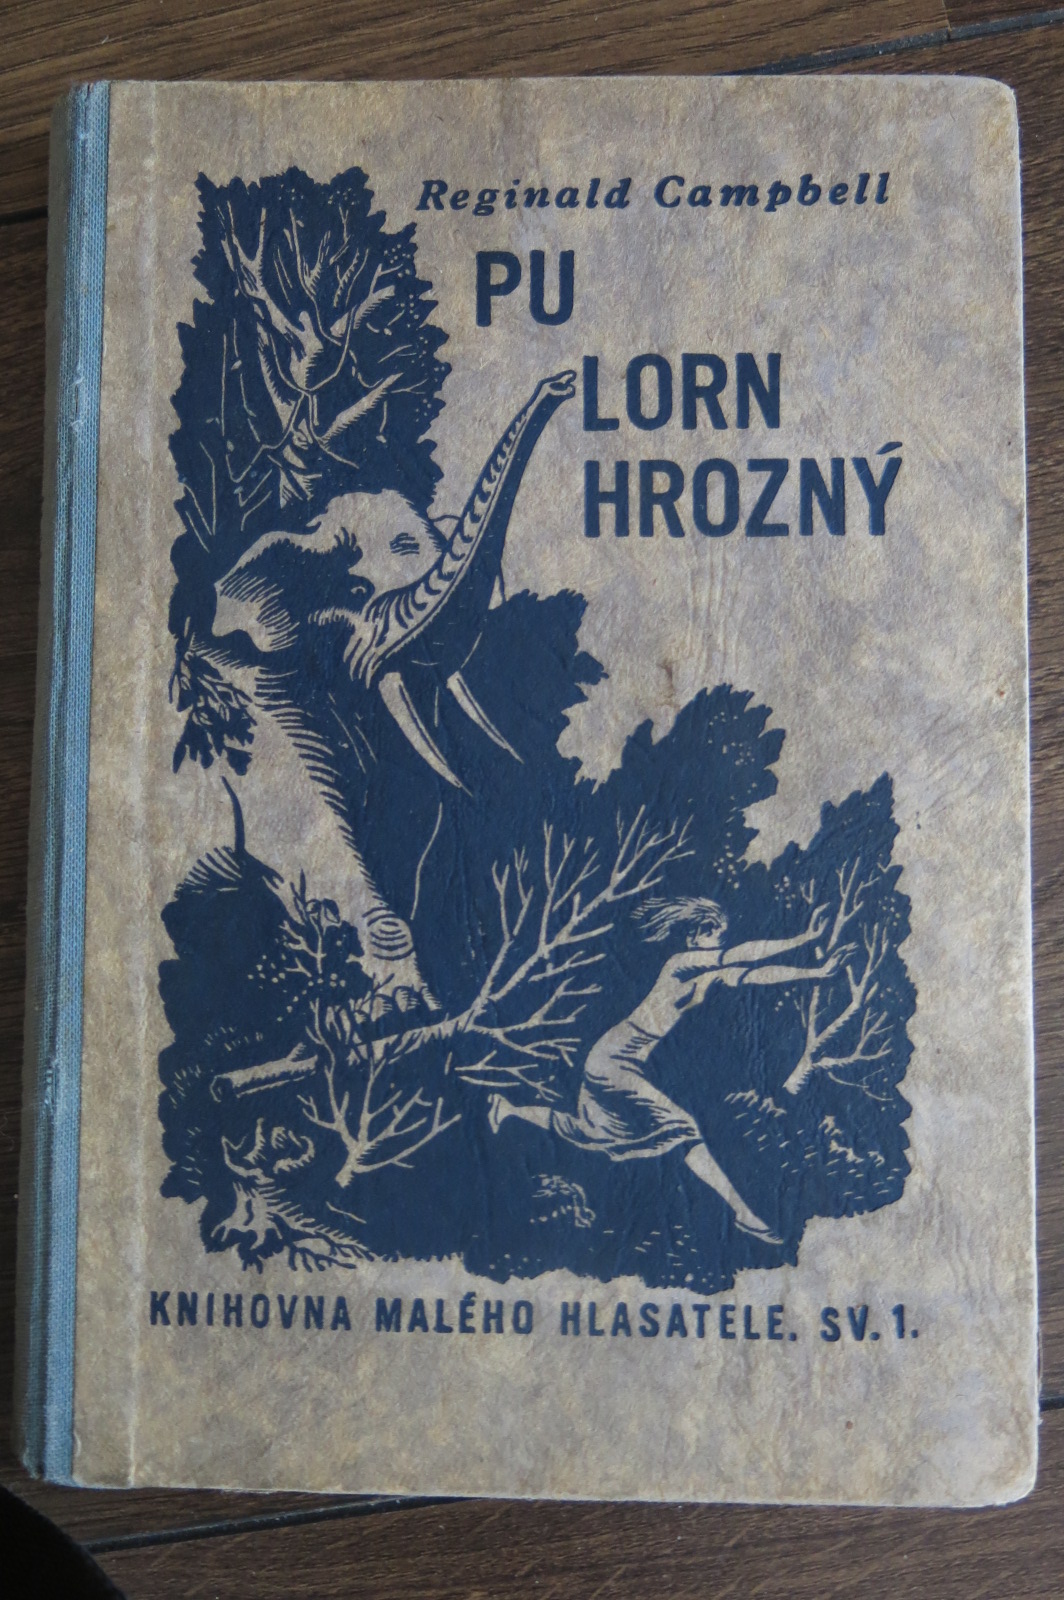 Reginald Campbell
PU
LORN
HROZNÝ
KNIHOVNA MALÉHO HLASATELE. SV. 1.